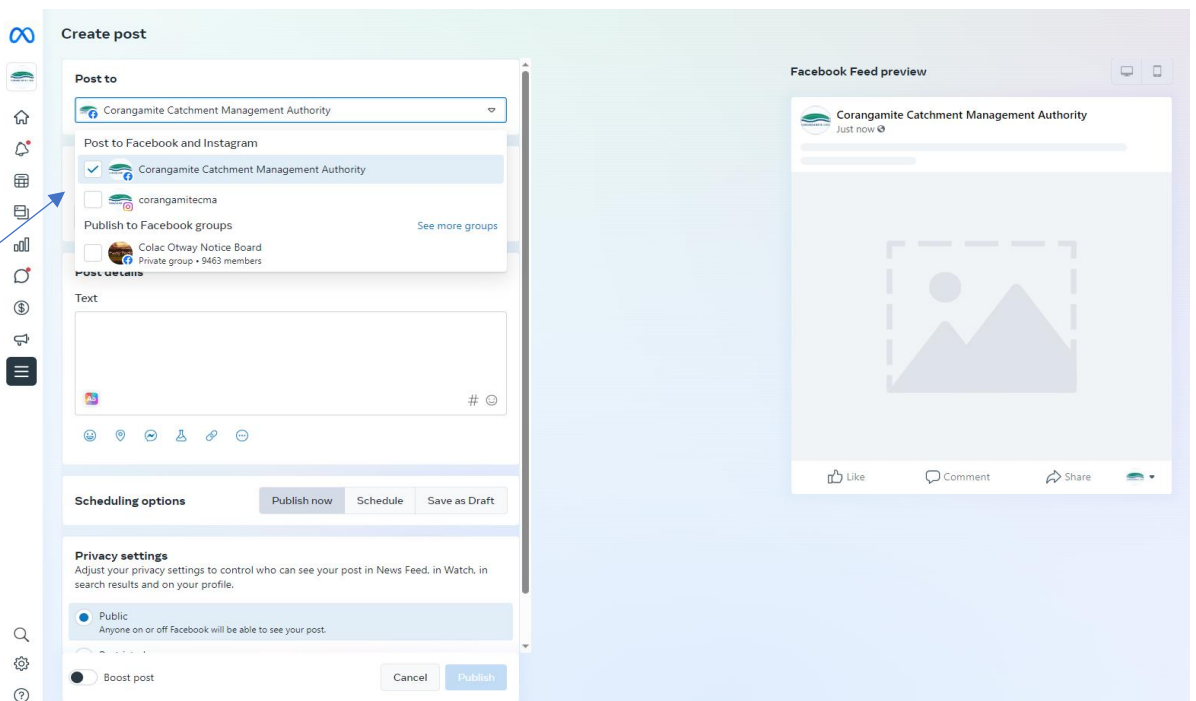 Create post
Post to
Corangamite Catchment Management Authority
Post to Facebook and Instagram
Corangamite Catchment Management Authority
corangamitecma
Publish to Facebook groups See more groups
Colac Otway Notice Board
Private group • 9463 members
Post details
Text
#
Scheduling options Publish now Schedule Save as Draft
Privacy settings
Adjust your privacy settings to control who can see your post in News Feed, in Watch, in
search results and on your profile.
Public
Anyone on or off Facebook will be able to see your post.
Boost post Cancel Publish
Facebook Feed preview
Corangamite Catchment Management Authority
Just now
Like Comment Share